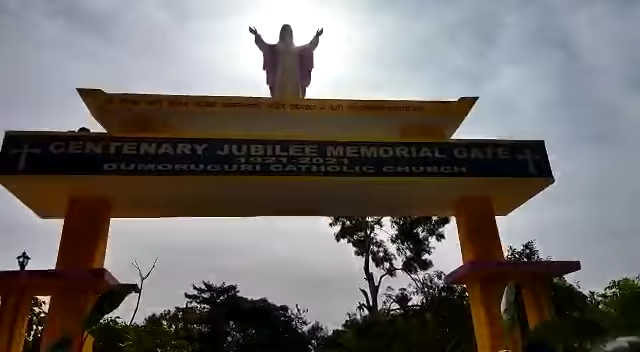 CENTENARY JUBILEE MEMORIAL GATE
1921-2021
DUMORUGURI CATHOLIC CHURCH